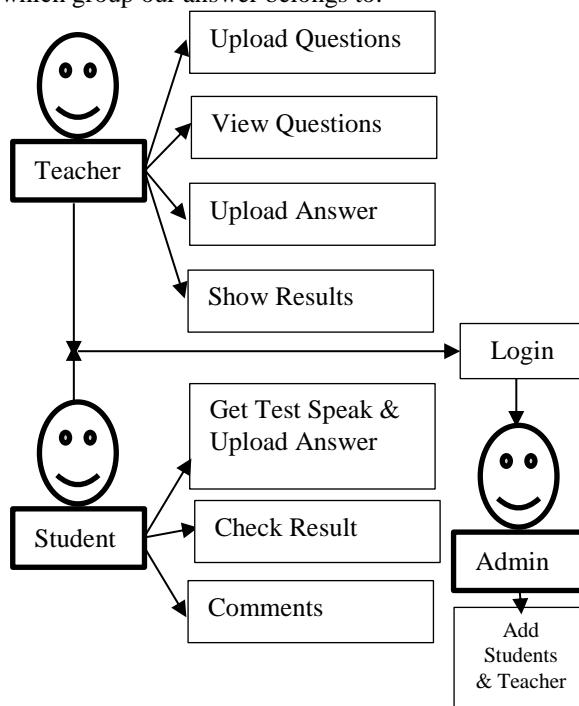 which group our answer belongs to.
Upload Questions
View Questions
Teacher
Upload Answer
Show Results
Login
Get Test Speak &
Upload Answer
Student
Check Result
Admin
Comments
Add
Students
& Teacher